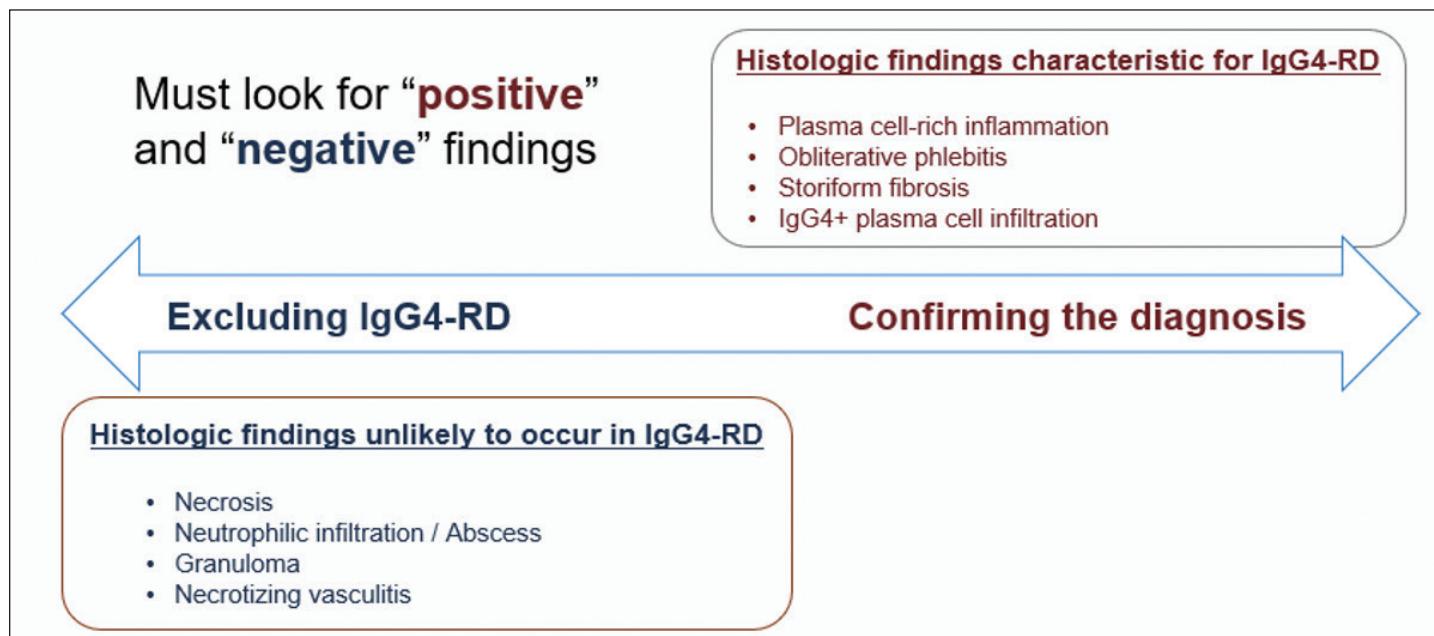 Must look for “positive”
and “negative” findings
Histologic findings characteristic for IgG4-RD
• Plasma cell-rich inflammation
• Obliterative phlebitis
• Storiform fibrosis
• IgG4+ plasma cell infiltration
Excluding IgG4-RD
Confirming the diagnosis
Histologic findings unlikely to occur in IgG4-RD
• Necrosis
• Neutrophilic infiltration / Abscess
• Granuloma
• Necrotizing vasculitis